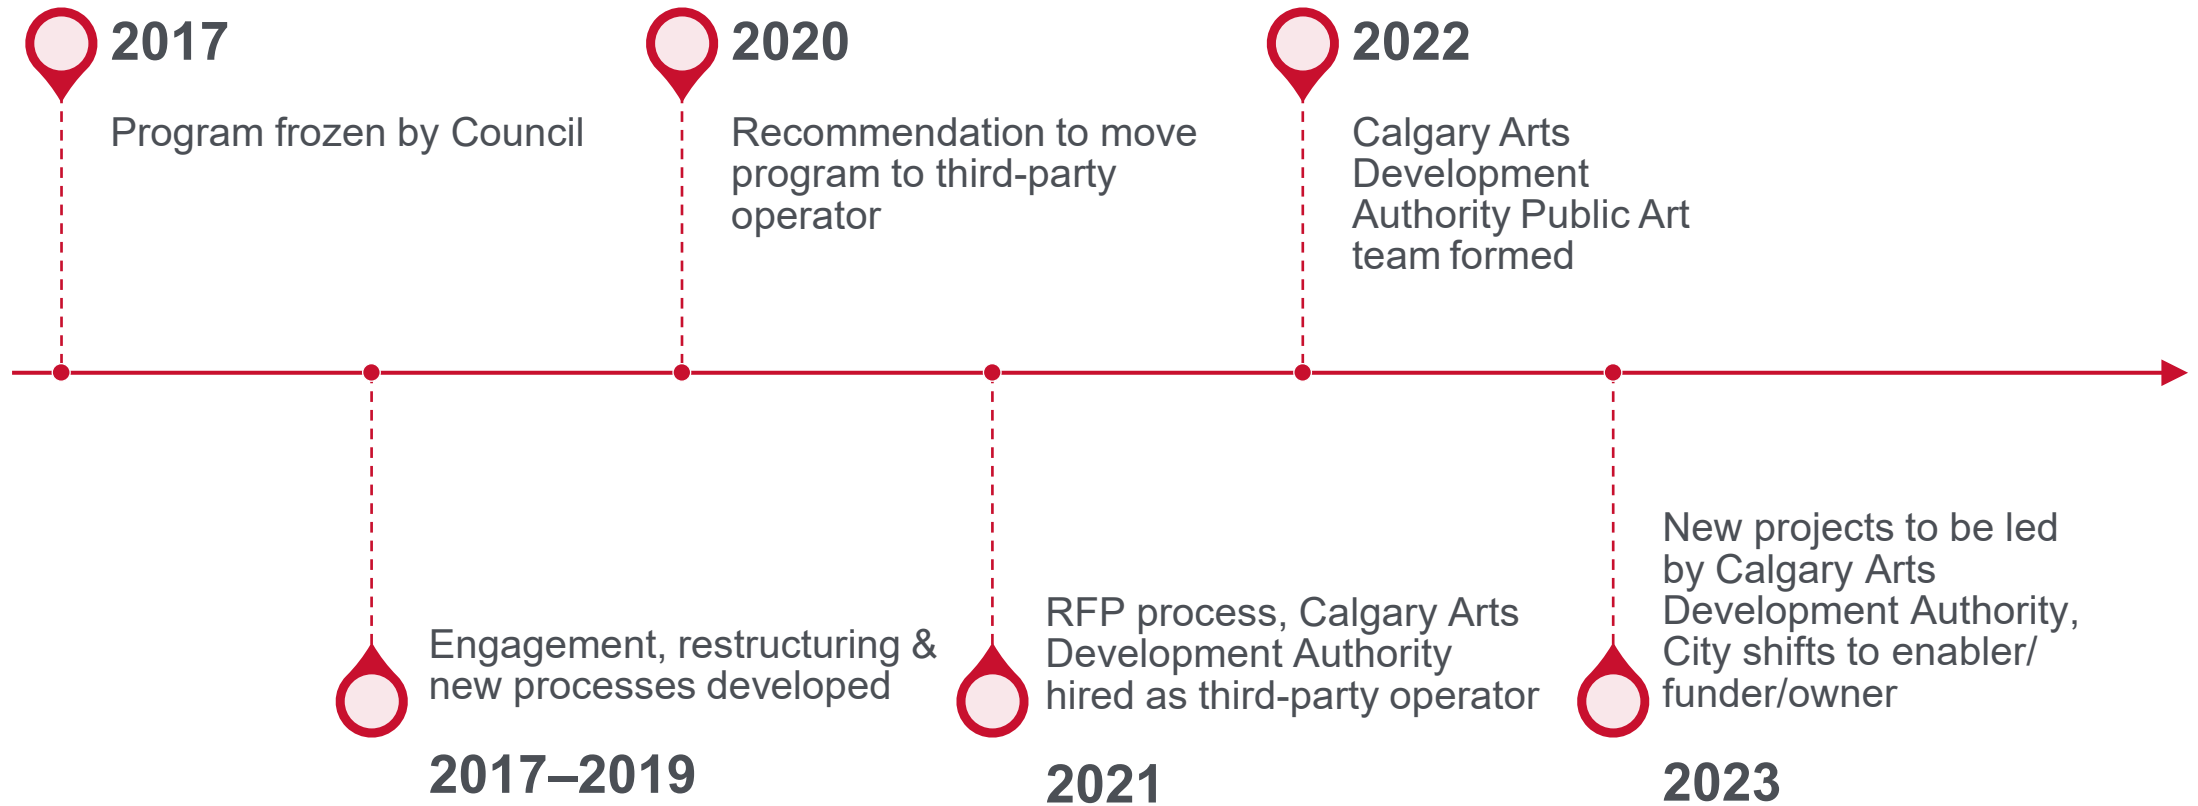 2017
Program frozen by Council
Engagement, restructuring &
new processes developed
2017–2019
2020
Recommendation to move
program to third-party
operator
RFP process, Calgary Arts
Development Authority
hired as third-party operator
2021
2022
Calgary Arts
Development
Authority Public Art
team formed
New projects to be led
by Calgary Arts
Development Authority,
City shifts to enabler/
funder/owner
2023